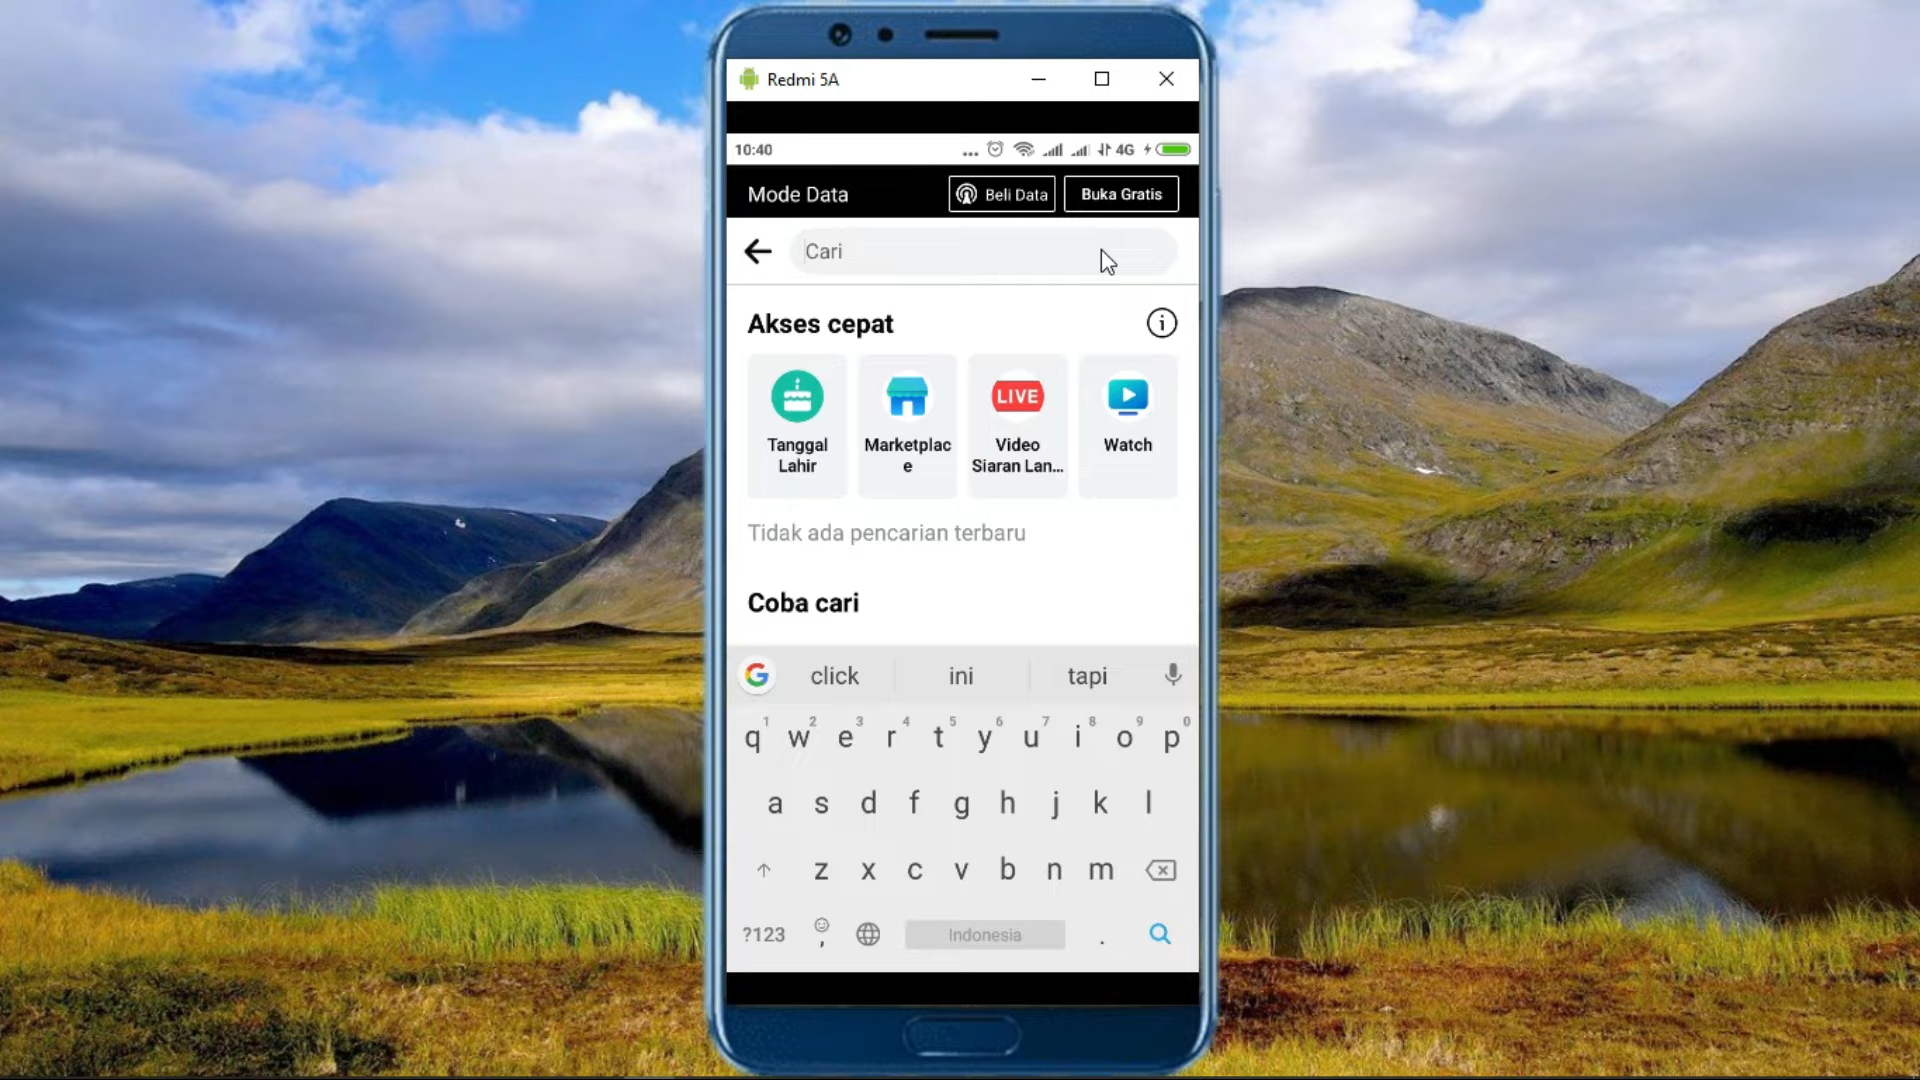 Redmi 5A
10:40
... 4G
Mode Data
Beli Data
Buka Gratis
Cari
Akses cepat
Tanggal
Lahir
Marketplac
e
LIVE
Video
Siaran Lan...
Watch
Tidak ada pencarian terbaru
Coba cari
G click ini tapi
1 2 3 4 5 6 7 8 9 0
q w e r t y u i o p
a s d f g h j k l
z x c v b n m
?123 , Indonesia .